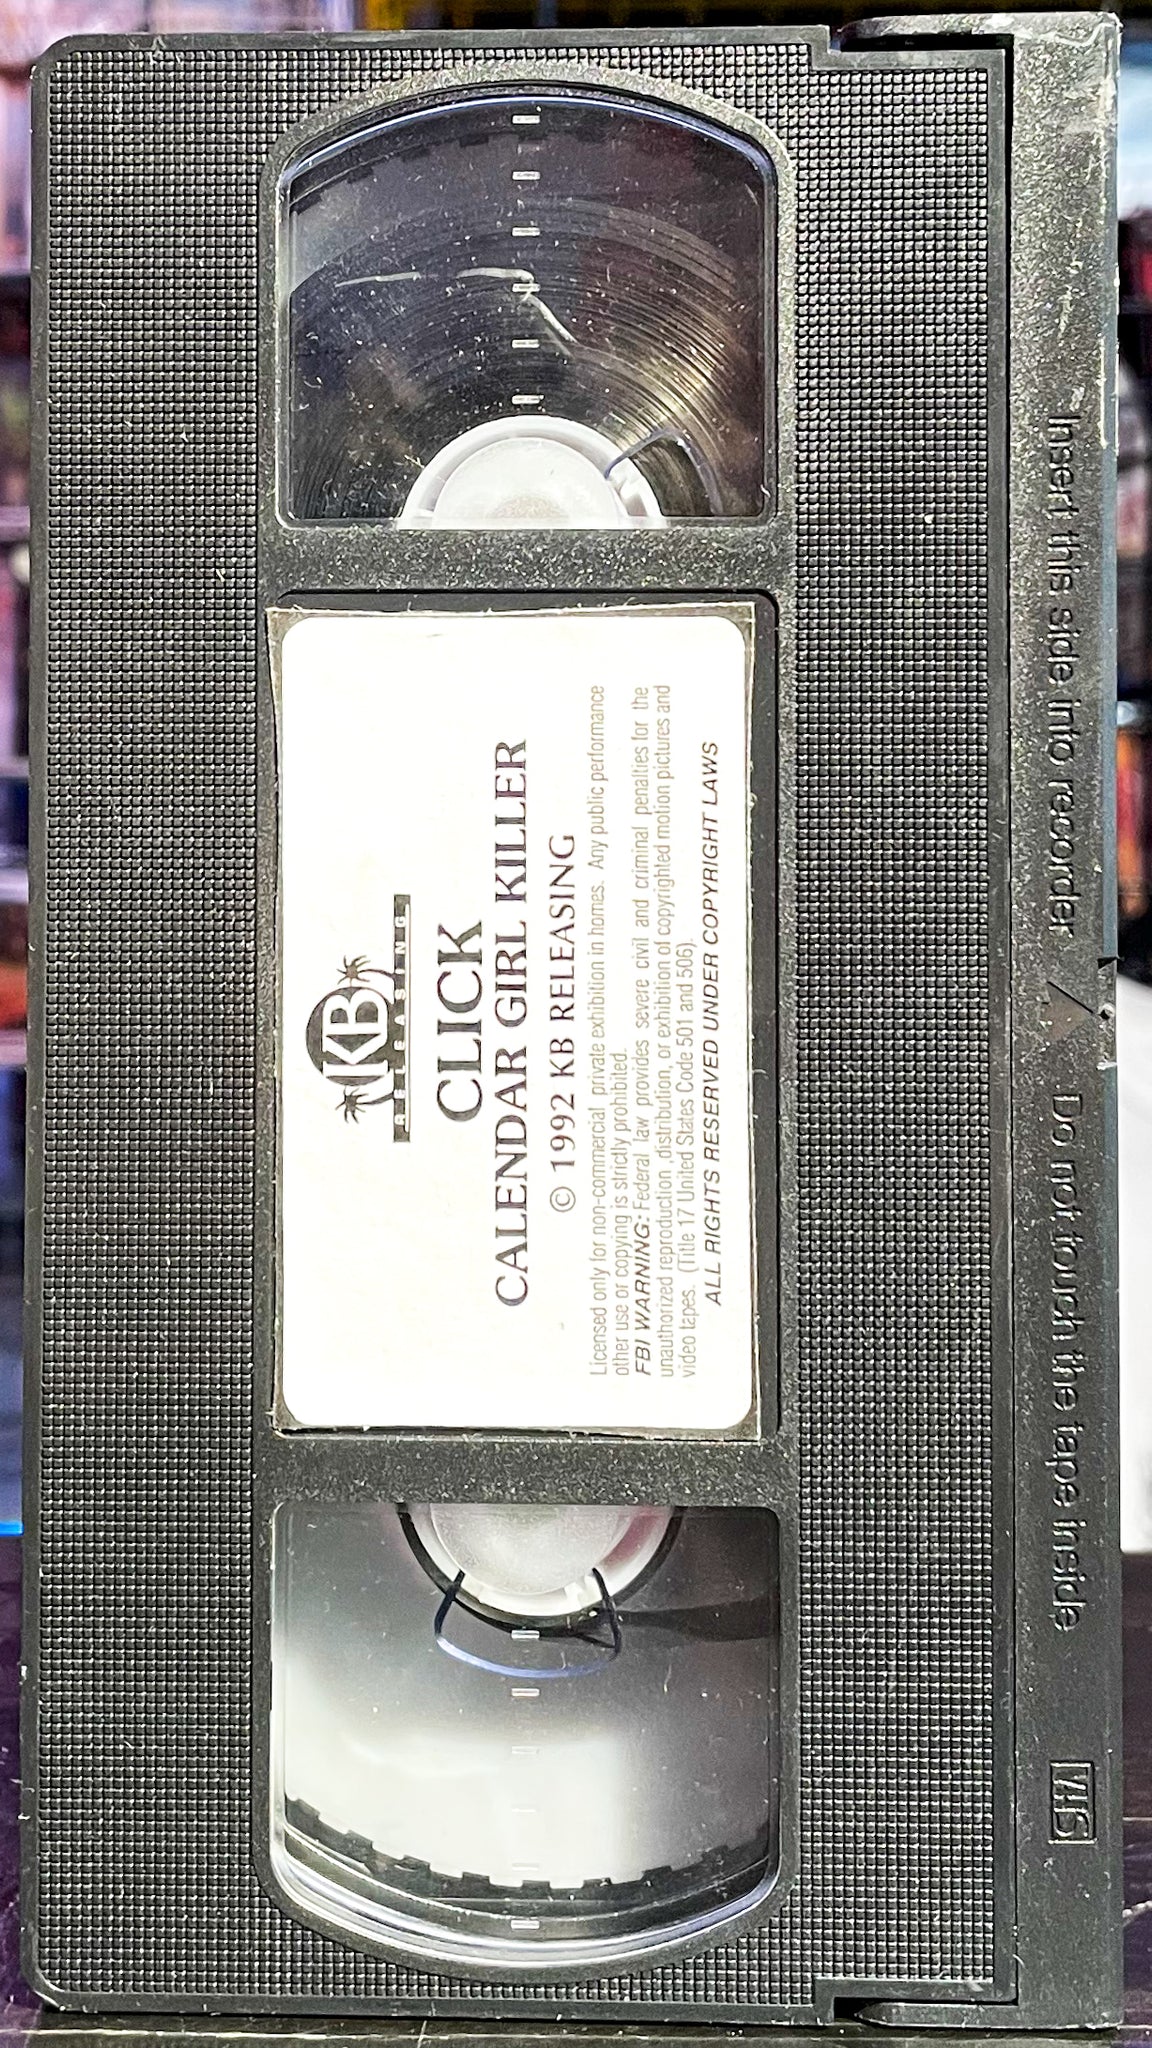 KB
RELEASING
CLICK
CALENDAR GIRL KILLER
© 1992 KB RELEASING
Licensed only for non-commercial private exhibition in homes. Any public performance
other use or copying is strictly prohibited.
FBI WARNING: Federal law provides severe civil and criminal penalties for the
unauthorized reproduction, distribution, or exhibition of copyrighted motion pictures and
video tapes. (Title 17 United States Code 501 and 506).
ALL RIGHTS RESERVED UNDER COPYRIGHT LAWS
Insert this side into recorder △ Do not touch the tape inside
VHS